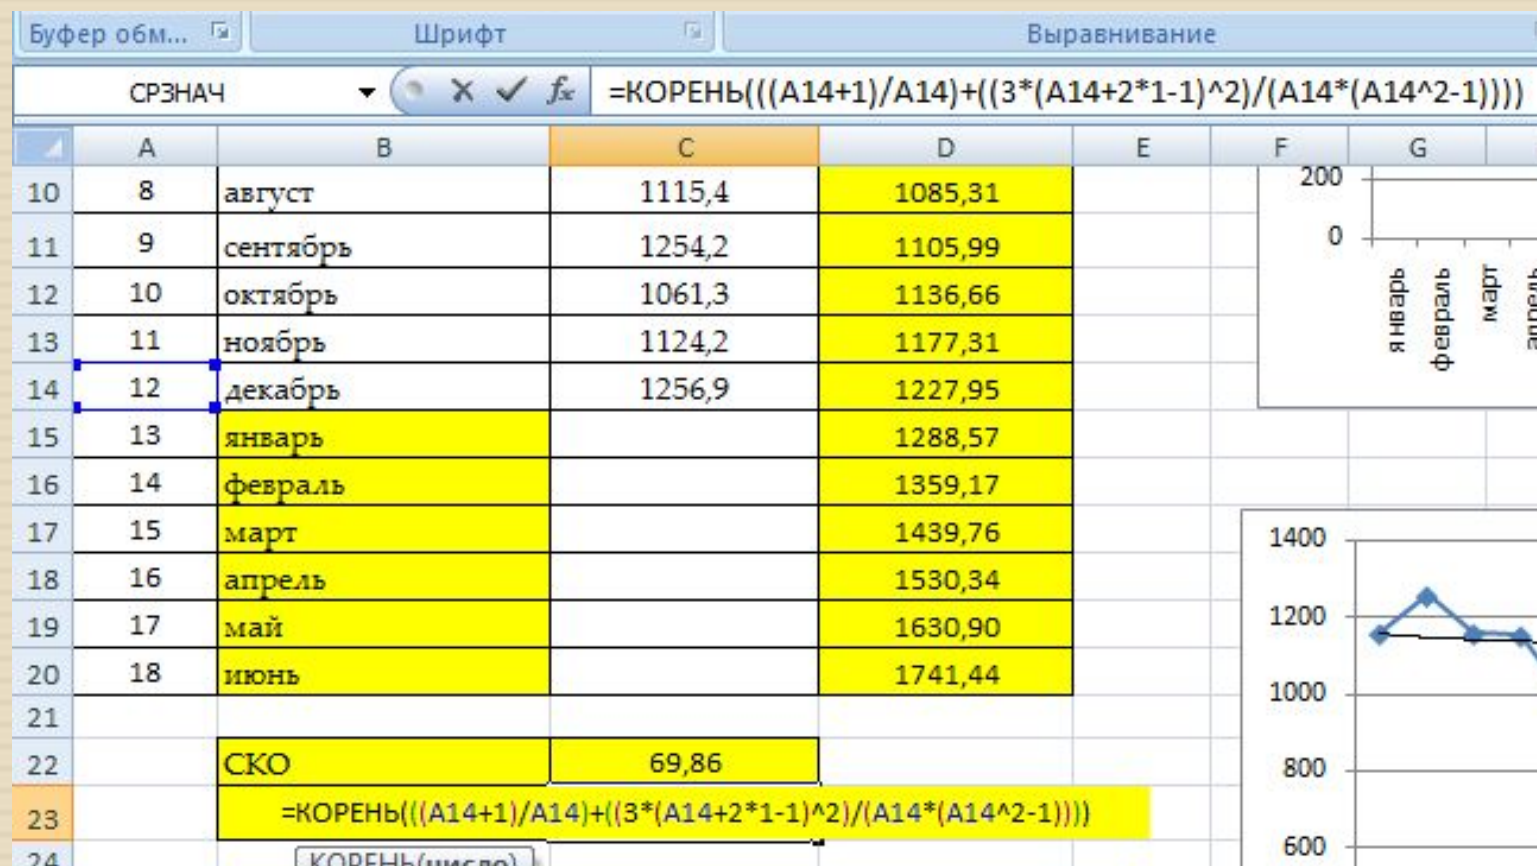 Буфер обм... Шрифт Выравнивание
СРЗНАЧ fx =КОРЕНЬ(((A14+1)/A14)+((3*(A14+2*1-1)^2)/(A14*(A14^2-1))))
A B C D E F G
10 8 август 1115,4 1085,31
11 9 сентябрь 1254,2 1105,99
12 10 октябрь 1061,3 1136,66
13 11 ноябрь 1124,2 1177,31
14 12 декабрь 1256,9 1227,95
15 13 январь 1288,57
16 14 февраль 1359,17
17 15 март 1439,76
18 16 апрель 1530,34
19 17 май 1630,90
20 18 июнь 1741,44
21
22 СКО 69,86
23 =КОРЕНЬ(((A14+1)/A14)+((3*(A14+2*1-1)^2)/(A14*(A14^2-1))))
24 КОРЕНЬ(число)
200
0
январь
февраль
март
апрель
1400
1200
1000
800
600